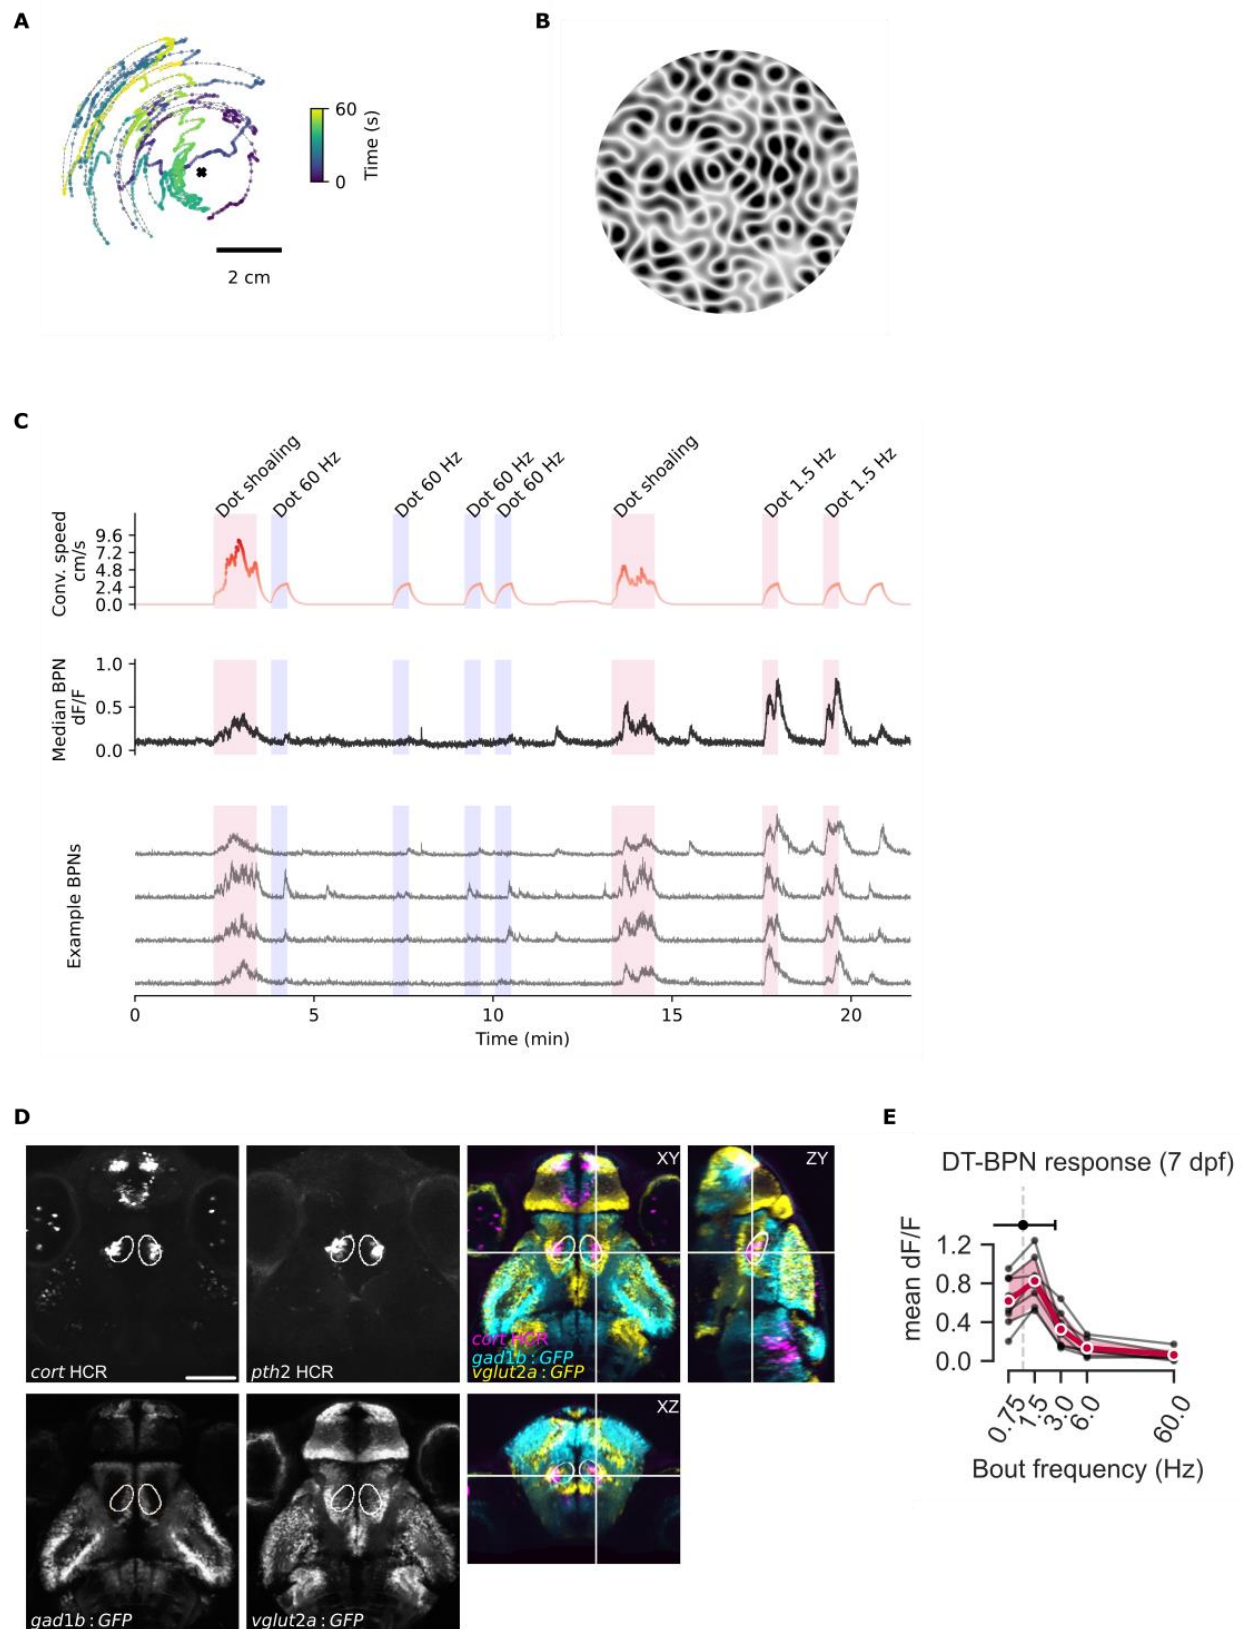 A
B
60
0
Time (s)
2 cm
C
Dot shoaling
Dot 60 Hz
Dot 60 Hz
Dot 60 Hz
Dot 60 Hz
Dot shoaling
Dot 1.5 Hz
Dot 1.5 Hz
Conv. speed
cm/s
9.6
7.2
4.8
2.4
0.0
Median BPN
dF/F
1.0
0.5
0.0
Example BPNs
0
5
10
15
20
Time (min)
D
cort HCR
pth2 HCR
XY
cort HCR
gad1b:GFP
vglut2a:GFP
ZY
gad1b:GFP
vglut2a:GFP
XZ
E
DT-BPN response (7 dpf)
mean dF/F
1.2
0.8
0.4
0.0
0.75
1.5
3.0
6.0
60.0
Bout frequency (Hz)